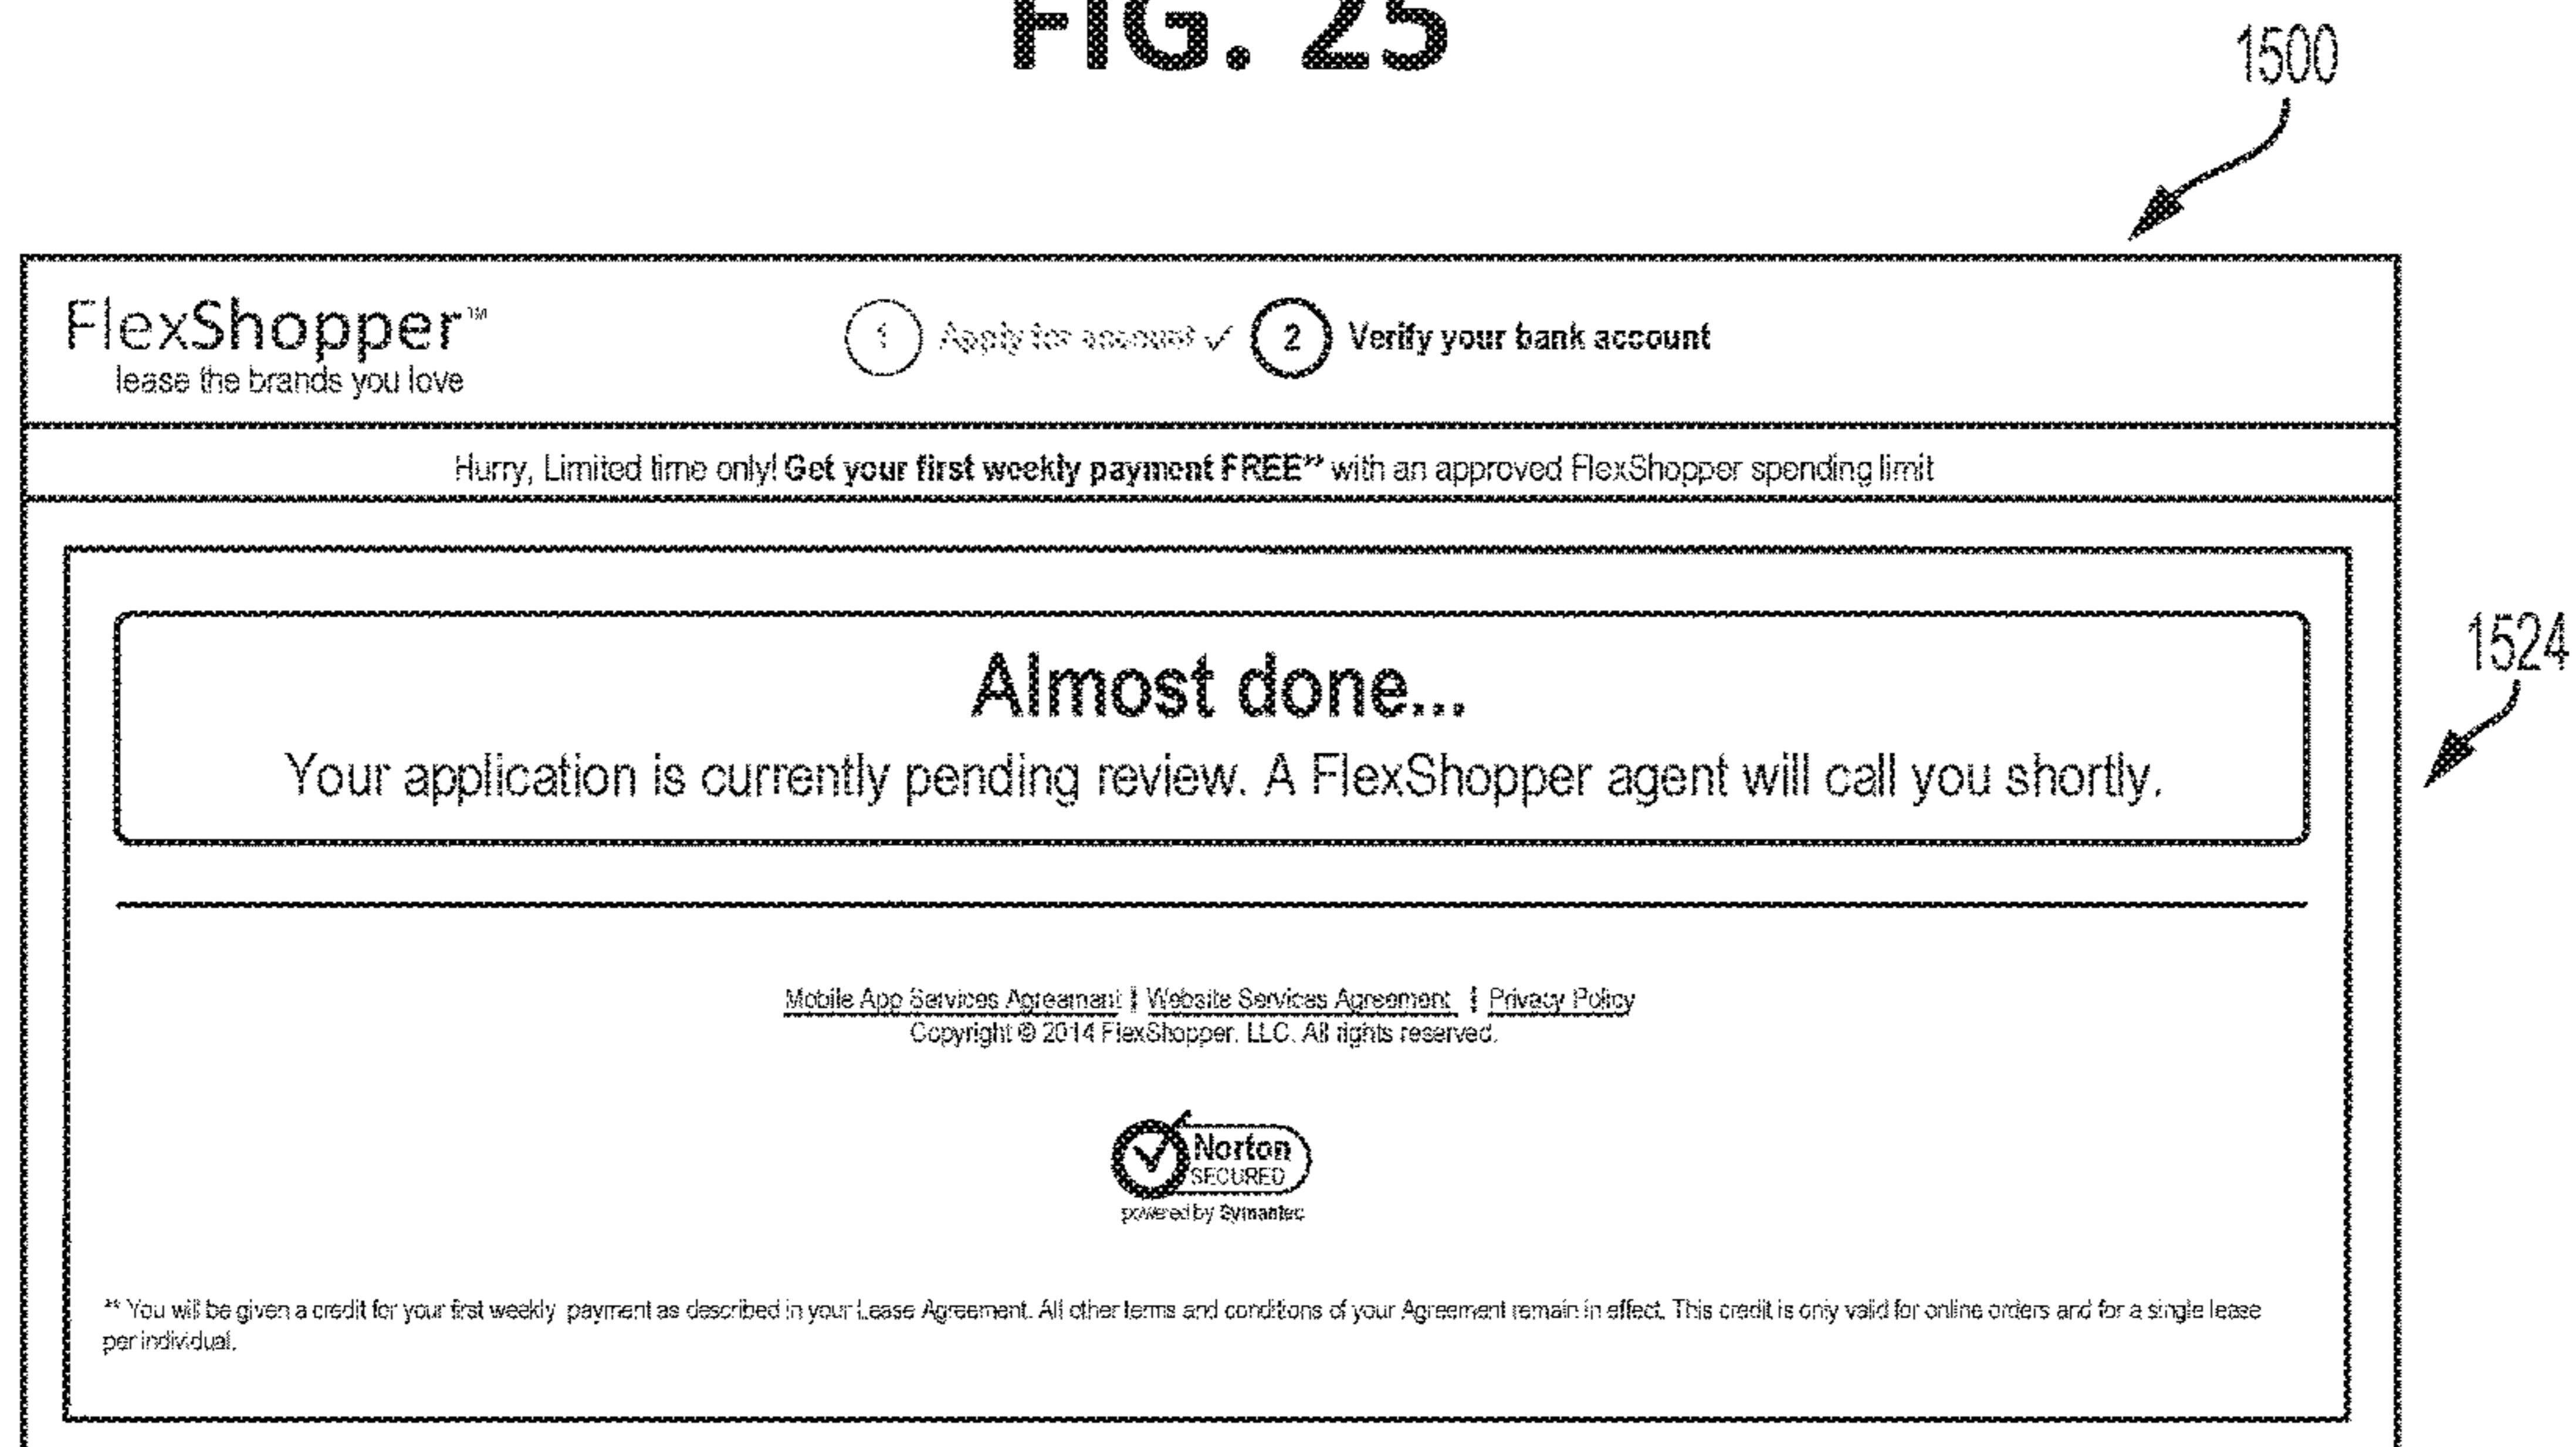 FIG. 25
1500
FlexShopper™
lease the brands you love
1 Apply for account ✓ 2 Verify your bank account
Hurry, Limited time only! Get your first weekly payment FREE** with an approved FlexShopper spending limit
1524
Almost done...
Your application is currently pending review. A FlexShopper agent will call you shortly.
Mobile App Services Agreement | Website Services Agreement | Privacy Policy
Copyright © 2014 FlexShopper, LLC. All rights reserved.
Norton
SECURED
powered by Symantec
** You will be given a credit for your first weekly payment as described in your Lease Agreement. All other terms and conditions of your Agreement remain in effect. This credit is only valid for online orders and for a single lease
per individual.